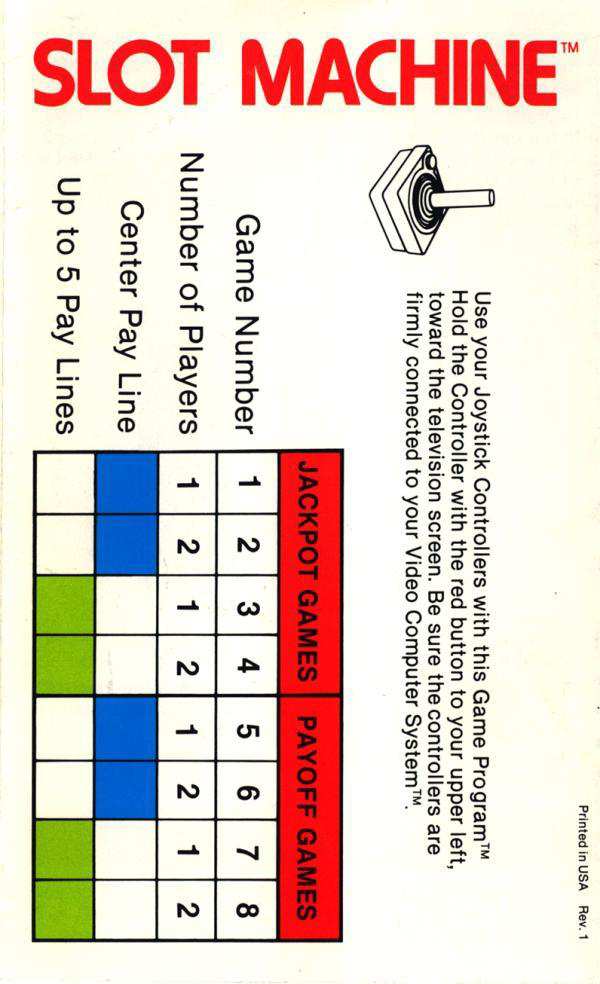 SLOT MACHINE™
Use your Joystick Controllers with this Game Program™
Hold the Controller with the red button to your upper left,
toward the television screen. Be sure the controllers are
firmly connected to your Video Computer System™.
JACKPOT GAMES PAYOFF GAMES
Game Number 1 2 3 4 5 6 7 8
Number of Players 1 2 1 2 1 2 1 2
Center Pay Line
Up to 5 Pay Lines
Printed in USA Rev. 1